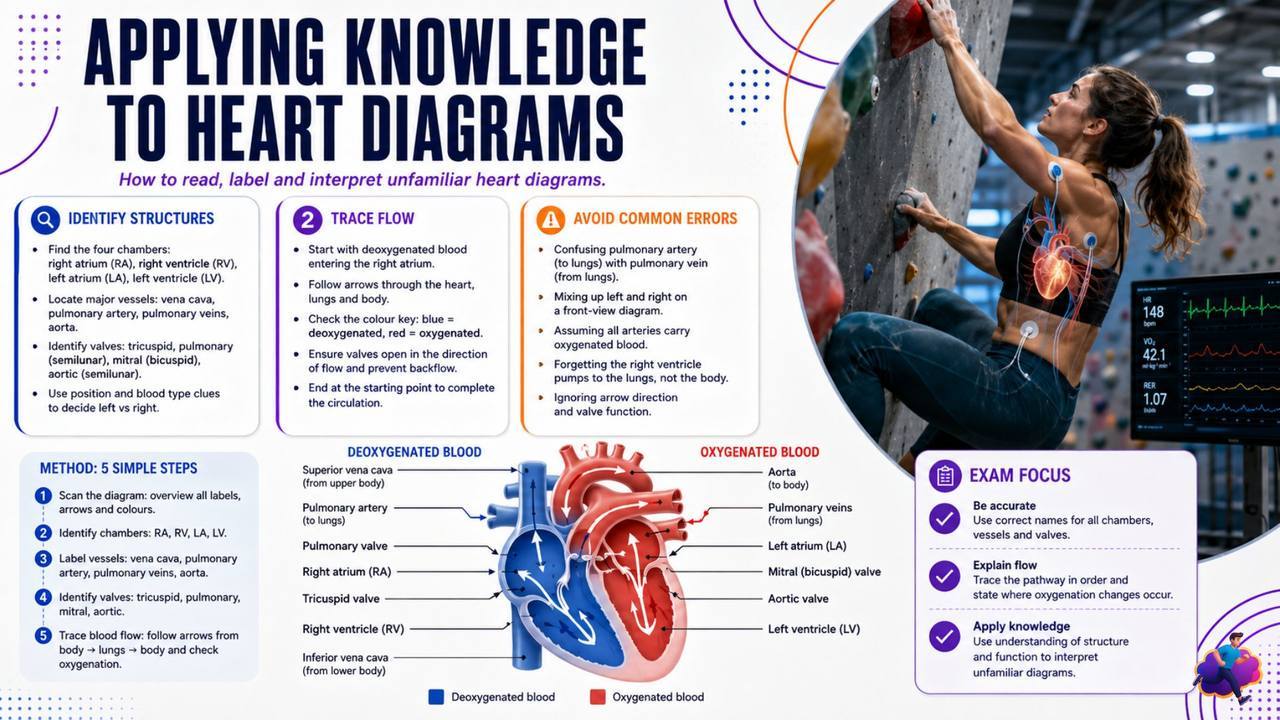 APPLYING KNOWLEDGE
TO HEART DIAGRAMS
How to read, label and interpret unfamiliar heart diagrams.
IDENTIFY STRUCTURES
• Find the four chambers:
right atrium (RA), right ventricle (RV),
left atrium (LA), left ventricle (LV).
• Locate major vessels: vena cava,
pulmonary artery, pulmonary veins,
aorta.
• Identify valves: tricuspid, pulmonary
(semilunar), mitral (bicuspid),
aortic (semilunar).
• Use position and blood type clues
to decide left vs right.
2 TRACE FLOW
• Start with deoxygenated blood
entering the right atrium.
• Follow arrows through the heart,
lungs and body.
• Check the colour key: blue =
deoxygenated, red = oxygenated.
• Ensure valves open in the direction
of flow and prevent backflow.
• End at the starting point to complete
the circulation.
AVOID COMMON ERRORS
• Confusing pulmonary artery
(to lungs) with pulmonary vein
(from lungs).
• Mixing up left and right on
a front-view diagram.
• Assuming all arteries carry
oxygenated blood.
• Forgetting the right ventricle
pumps to the lungs, not the body.
• Ignoring arrow direction
and valve function.
HR
148
bpm
VO₂
42.1
RER
1.07
METHOD: 5 SIMPLE STEPS
1 Scan the diagram: overview all labels,
arrows and colours.
2 Identify chambers: RA, RV, LA, LV.
3 Label vessels: vena cava, pulmonary
artery, pulmonary veins, aorta.
4 Identify valves: tricuspid, pulmonary,
mitral, aortic.
5 Trace blood flow: follow arrows from
body → lungs → body and check
oxygenation.
DEOXYGENATED BLOOD
Superior vena cava
(from upper body)
Pulmonary artery
(to lungs)
Pulmonary valve
Right atrium (RA)
Tricuspid valve
Right ventricle (RV)
Inferior vena cava
(from lower body)
OXYGENATED BLOOD
Aorta
(to body)
Pulmonary veins
(from lungs)
Left atrium (LA)
Mitral (bicuspid) valve
Aortic valve
Left ventricle (LV)
Deoxygenated blood
Oxygenated blood
EXAM FOCUS
Be accurate
Use correct names for all chambers,
vessels and valves.
Explain flow
Trace the pathway in order and
state where oxygenation changes occur.
Apply knowledge
Use understanding of structure
and function to interpret
unfamiliar diagrams.